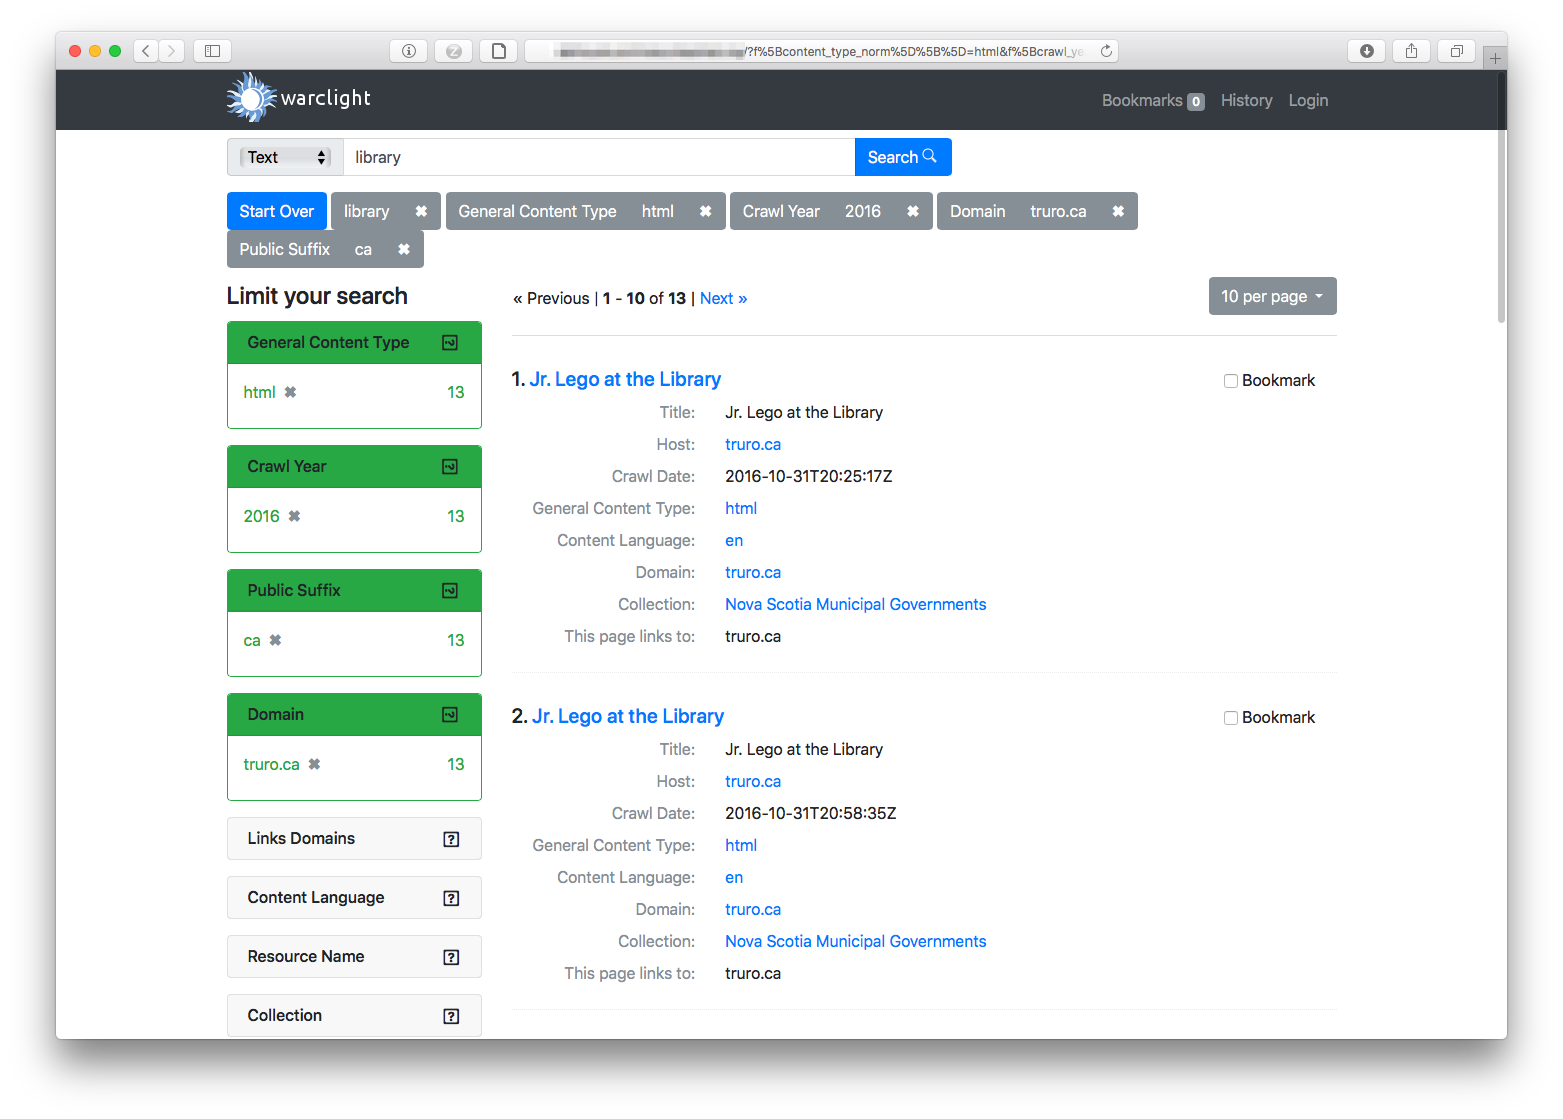 /?f%5Bcontent_type_norm%5D%5B%5D=html&f%5Bcrawl_ye
warclight
Bookmarks 0 History Login
Text library Search
Start Over library ✖ General Content Type html ✖ Crawl Year 2016 ✖ Domain truro.ca ✖
Public Suffix ca ✖
Limit your search
« Previous | 1 - 10 of 13 | Next »
10 per page
General Content Type ?
html ✖ 13
Crawl Year ?
2016 ✖ 13
Public Suffix ?
ca ✖ 13
Domain ?
truro.ca ✖ 13
Links Domains ?
Content Language ?
Resource Name ?
Collection ?
1. Jr. Lego at the Library
Bookmark
Title: Jr. Lego at the Library
Host: truro.ca
Crawl Date: 2016-10-31T20:25:17Z
General Content Type: html
Content Language: en
Domain: truro.ca
Collection: Nova Scotia Municipal Governments
This page links to: truro.ca
2. Jr. Lego at the Library
Bookmark
Title: Jr. Lego at the Library
Host: truro.ca
Crawl Date: 2016-10-31T20:58:35Z
General Content Type: html
Content Language: en
Domain: truro.ca
Collection: Nova Scotia Municipal Governments
This page links to: truro.ca